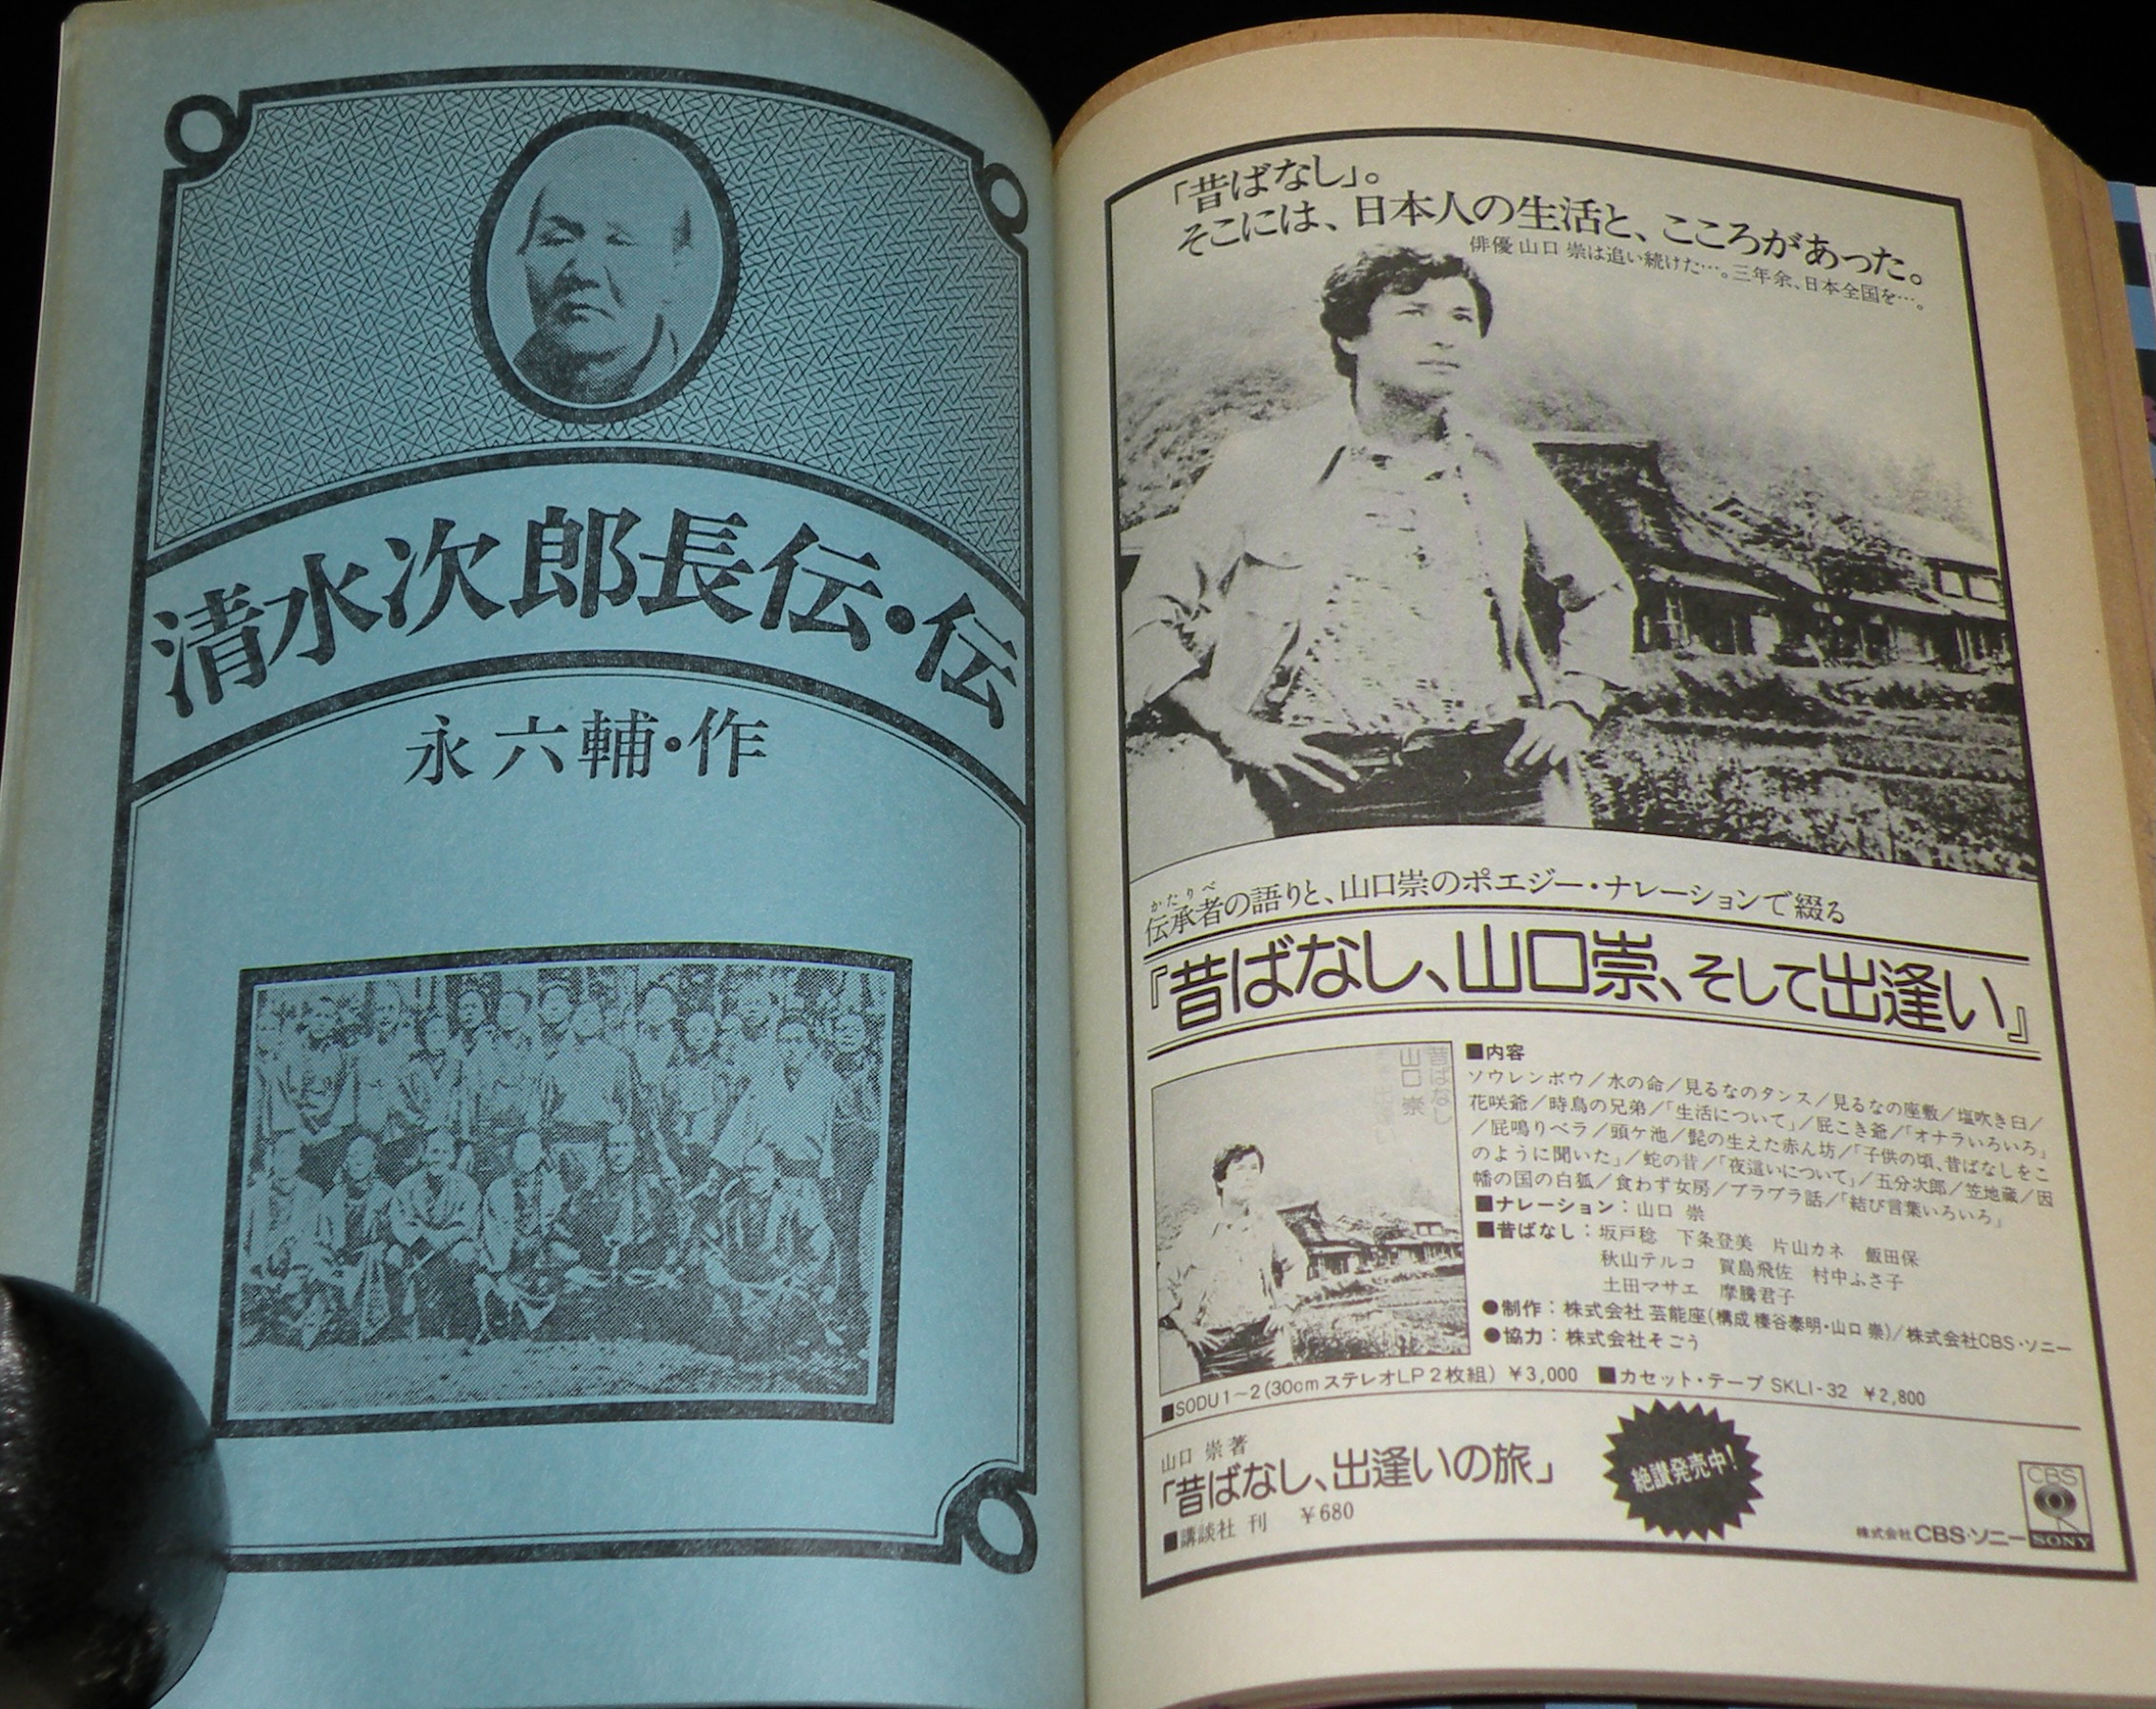 清水次郎長伝・伝
永六輔・作
「昔ばなし」。
そこには、日本人の生活と、こころがあった。
俳優 山口 崇は追い続けた…。三年余、日本全国を…。
かたりべ
伝承者の語りと、山口崇のポエジー・ナレーションで綴る
『昔ばなし、山口崇、そして出逢い』
昔ばなし
山口 崇
■内容
ソウレンボウ／水の命／見るなのタンス／見るなの座敷／塩吹き臼／
花咲爺／時鳥の兄弟／「生活について」／屁こき爺／「オナラいろいろ」
／屁鳴りベラ／頭ケ池／髭の生えた赤ん坊／「子供の頃、昔ばなしをこ
のように聞いた」／蛇の昔／「夜這いについて」／五分次郎／笠地蔵／因
幡の国の白狐／食わず女房／ブラブラ話／「結び言葉いろいろ」
■ナレーション：山口 崇
■昔ばなし：坂戸稔 下条登美 片山カネ 飯田保
秋山テルコ 賀島飛佐 村中ふさ子
土田マサエ 摩騰君子
●制作：株式会社 芸能座(構成 榛谷泰明・山口 崇)／株式会社CBS・ソニー
●協力：株式会社そごう
■SODU1〜2(30cmステレオLP2枚組) ¥3,000 ■カセット・テープ SKLI-32 ¥2,800
山口 崇著
「昔ばなし、出逢いの旅」
■講談社 刊 ¥680
絶讃発売中!
株式会社CBS・ソニー
CBS
SONY